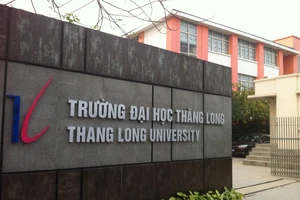 TRƯỜNG ĐẠI HỌC THĂNG LONG
THANG LONG UNIVERSITY